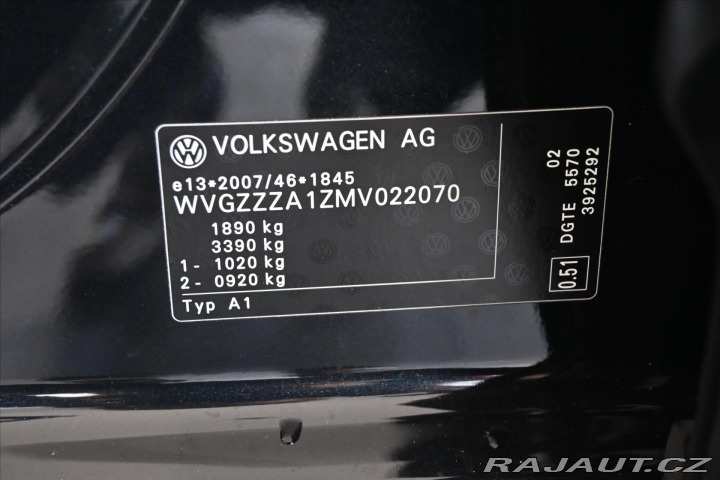 VOLKSWAGEN AG
e13*2007/46*1845
WVGZZZA1ZMV022070
1890 kg
3390 kg
1- 1020 kg
2- 0920 kg
Typ A1
02
DGTE 5570
3925292
0.51
RAJAUT.CZ